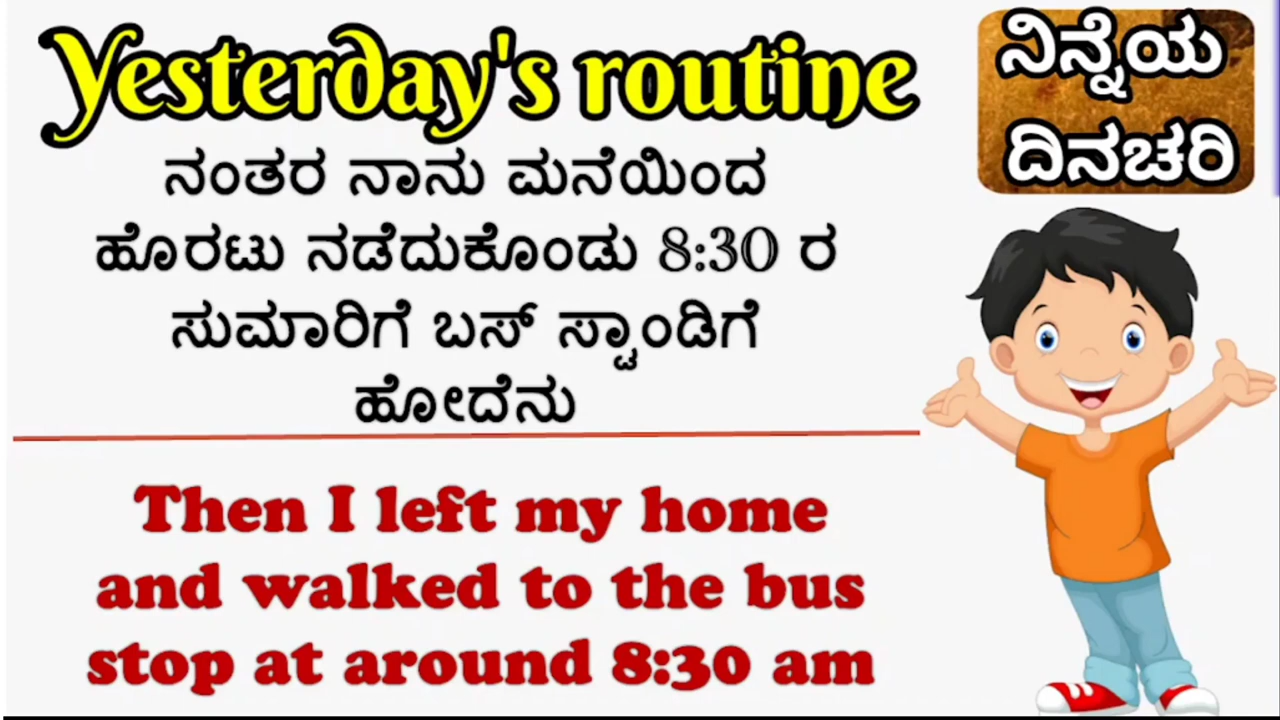 Yesterday's routine
ನಿನ್ನೆಯ
ದಿನಚರಿ
ನಂತರ ನಾನು ಮನೆಯಿಂದ
ಹೊರಟು ನಡೆದುಕೊಂಡು 8:30 ರ
ಸುಮಾರಿಗೆ ಬಸ್ ಸ್ಟಾಂಡಿಗೆ
ಹೋದೆನು
Then I left my home
and walked to the bus
stop at around 8:30 am